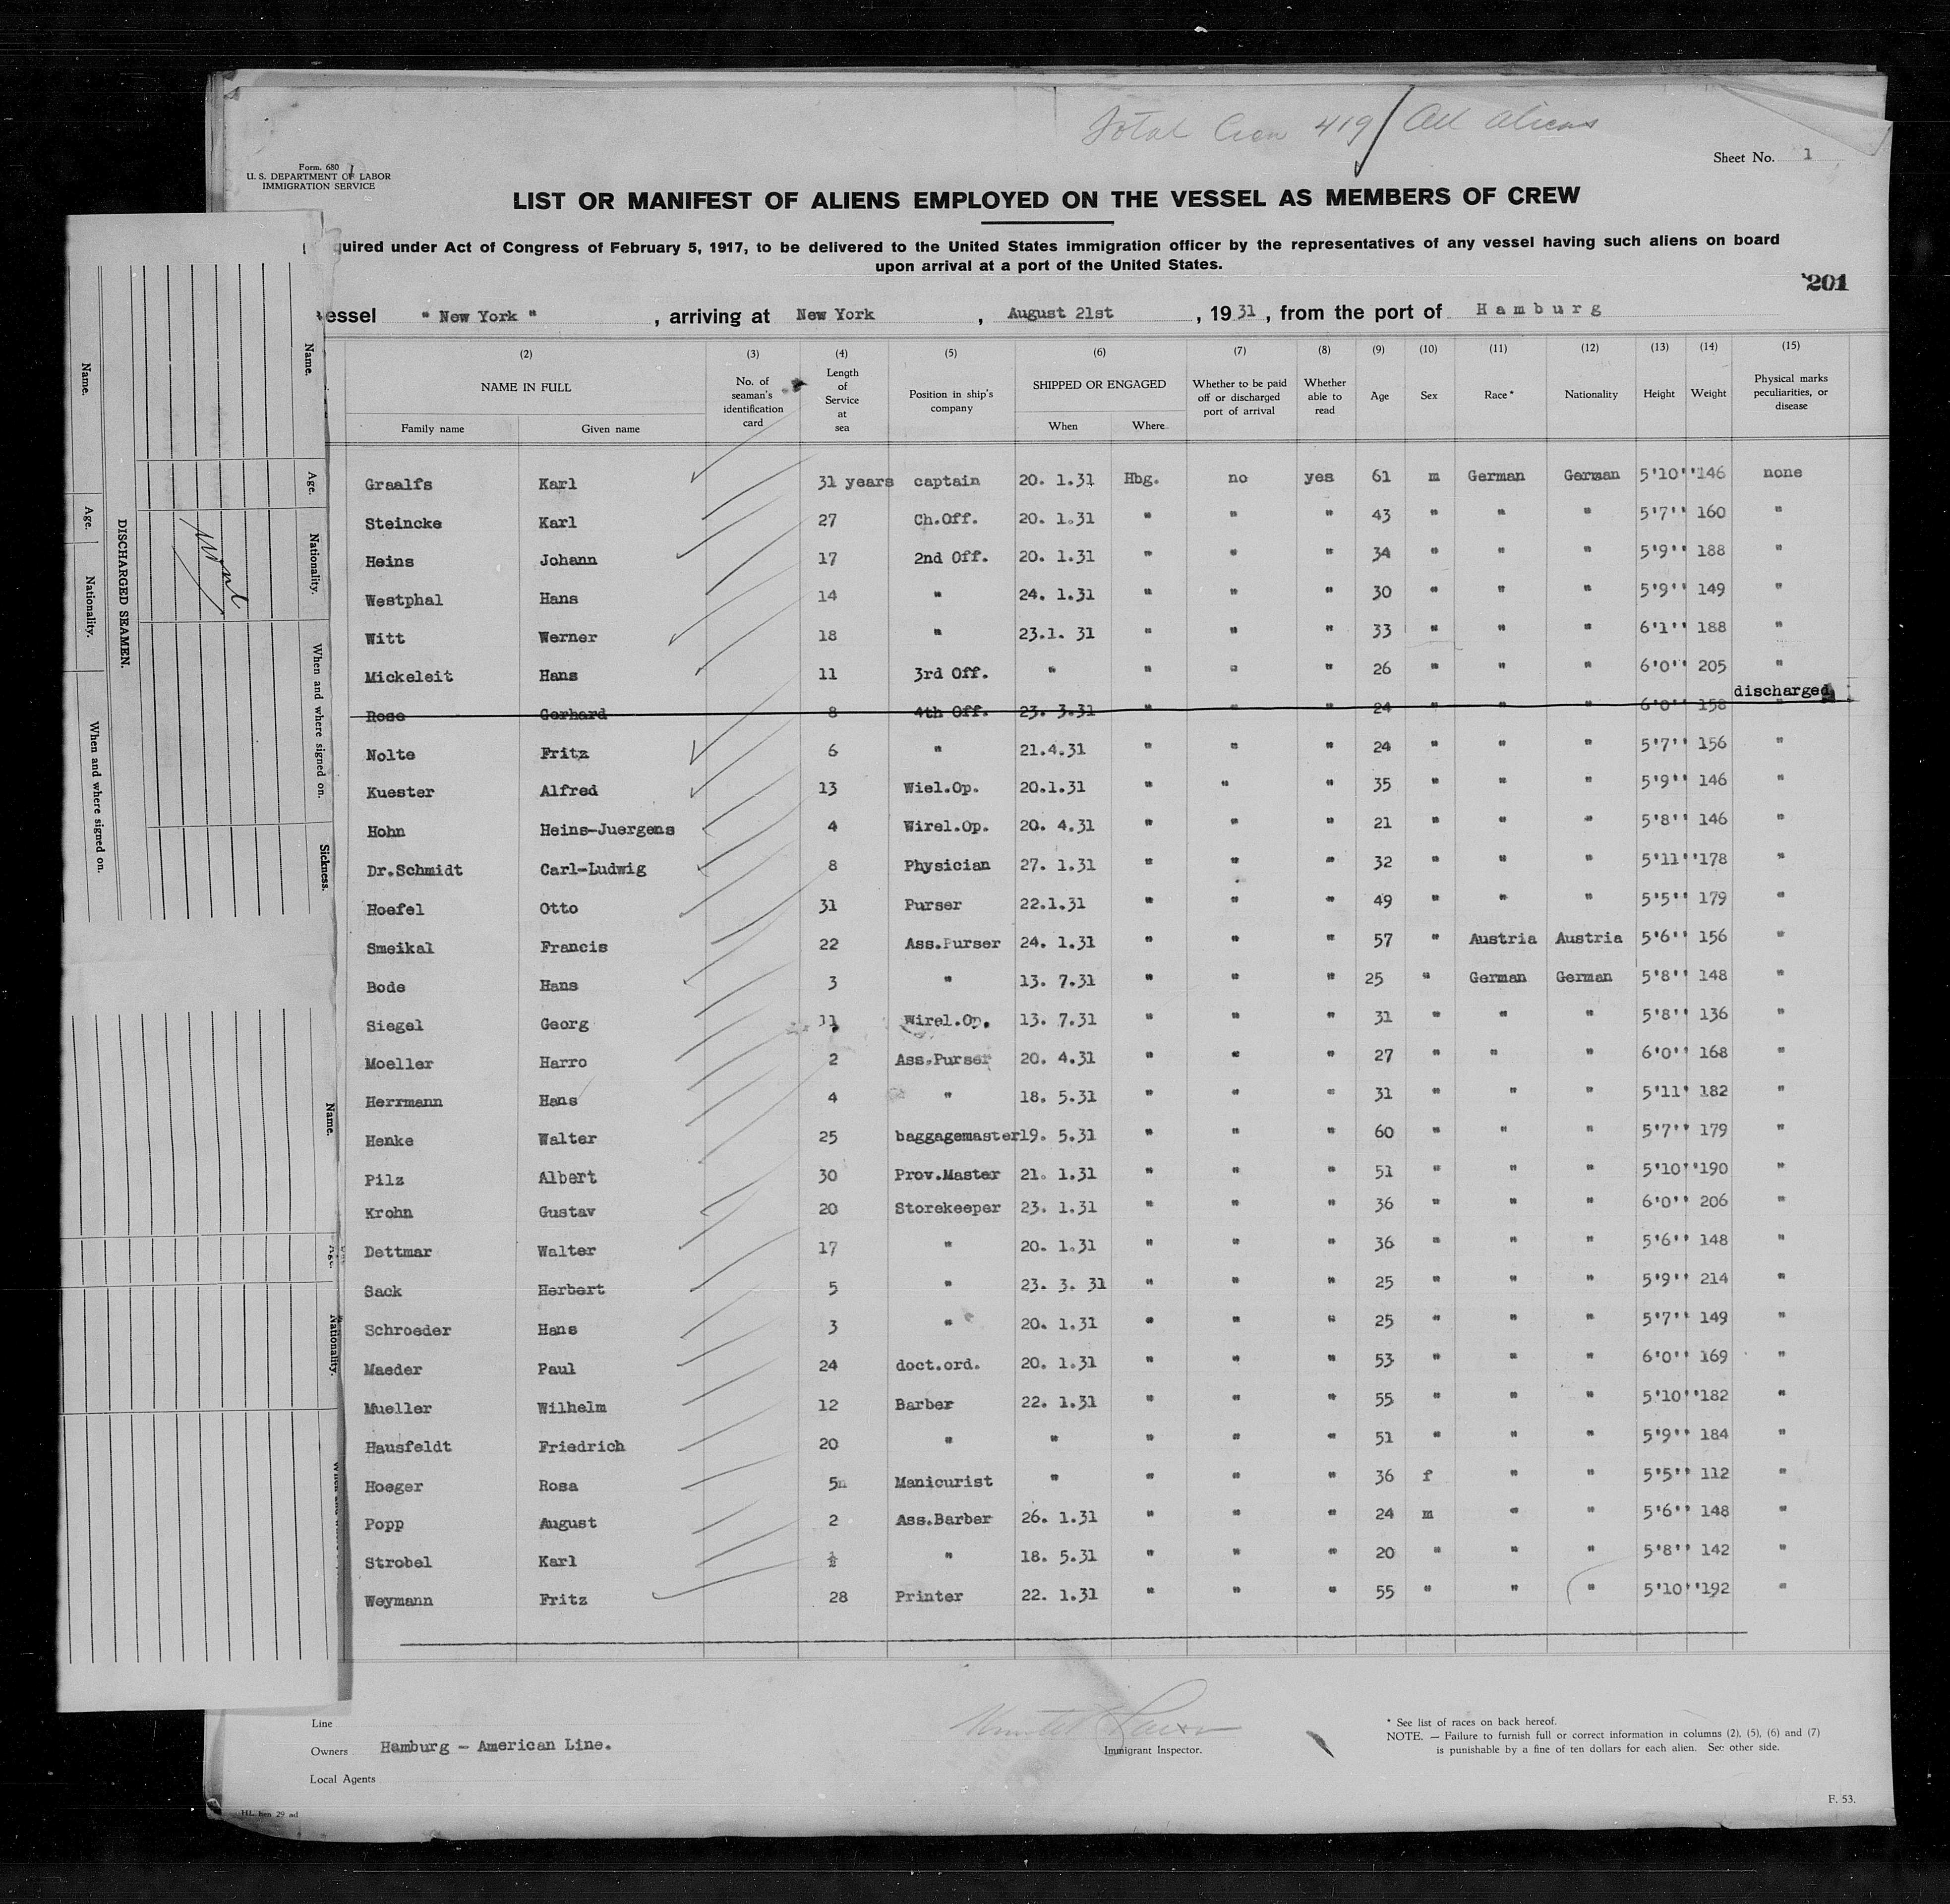 Total Crew 419 / All aliens
Form. 680
U. S. DEPARTMENT OF LABOR
IMMIGRATION SERVICE
Sheet No. 1
LIST OR MANIFEST OF ALIENS EMPLOYED ON THE VESSEL AS MEMBERS OF CREW
quired under Act of Congress of February 5, 1917, to be delivered to the United States immigration officer by the representatives of any vessel having such aliens on board
upon arrival at a port of the United States.
201
essel " New York " , arriving at New York , August 21st , 1931 , from the port of Hamburg
(2) (3) (4) (5) (6) (7) (8) (9) (10) (11) (12) (13) (14) (15)
NAME IN FULL
Family name Given name
No. of seaman's identification card
Length of Service at sea
Position in ship's company
SHIPPED OR ENGAGED
When Where
Whether to be paid off or discharged port of arrival
Whether able to read
Age
Sex
Race*
Nationality
Height
Weight
Physical marks peculiarities, or disease
Graalfs Karl 31 years captain 20. 1.31 Hbg. no yes 61 m German German 5'10'' 146 none
Steincke Karl 27 Ch.Off. 20. 1.31 " " " 43 " " " 5'7'' 160 "
Heins Johann 17 2nd Off. 20. 1.31 " " " 34 " " " 5'9'' 188 "
Westphal Hans 14 " 24. 1.31 " " " 30 " " " 5'9'' 149 "
Witt Werner 18 " 23.1. 31 " " " 33 " " " 6'1'' 188 "
Mickeleit Hans 11 3rd Off. " " " " 26 " " " 6'0'' 205 "
discharged
Rose Gerhard 8 4th Off. 23. 3.31 " " " 24 " " " 6'0'' 158 "
Nolte Fritz 6 " 21.4.31 " " " 24 " " " 5'7'' 156 "
Kuester Alfred 13 Wiel.Op. 20.1.31 " " " 35 " " " 5'9'' 146 "
Hohn Heins-Juergens 4 Wirel.Op. 20. 4.31 " " " 21 " " " 5'8'' 146 "
Dr.Schmidt Carl-Ludwig 8 Physician 27. 1.31 " " " 32 " " " 5'11'' 178 "
Hoefel Otto 31 Purser 22.1.31 " " " 49 " " " 5'5'' 179 "
Smeikal Francis 22 Ass.Purser 24. 1.31 " " " 57 " Austria Austria 5'6'' 156 "
Bode Hans 3 " 13. 7.31 " " " 25 " German German 5'8'' 148 "
Siegel Georg 11 Wirel.Op. 13. 7.31 " " " 31 " " " 5'8'' 136 "
Moeller Harro 2 Ass.Purser 20. 4.31 " " " 27 " " " 6'0'' 168 "
Herrmann Hans 4 " 18. 5.31 " " " 31 " " " 5'11' 182 "
Henke Walter 25 baggagemaster 19. 5.31 " " " 60 " " " 5'7'' 179 "
Pilz Albert 30 Prov.Master 21. 1.31 " " " 51 " " " 5'10'' 190 "
Krohn Gustav 20 Storekeeper 23. 1.31 " " " 36 " " " 6'0'' 206 "
Dettmar Walter 17 " 20. 1.31 " " " 36 " " " 5'6'' 148 "
Sack Herbert 5 " 23. 3. 31 " " " 25 " " " 5'9'' 214 "
Schroeder Hans 3 " 20. 1.31 " " " 25 " " " 5'7'' 149 "
Maeder Paul 24 doct.ord. 20. 1.31 " " " 53 " " " 6'0'' 169 "
Mueller Wilhelm 12 Barber 22. 1.31 " " " 55 " " " 5'10'' 182 "
Hausfeldt Friedrich 20 " " " " " 51 " " " 5'9'' 184 "
Hoeger Rosa 5 Manicurist " " " " 36 f " " 5'5'' 112 "
Popp August 2 Ass.Barber 26. 1.31 " " " 24 m " " 5'6'' 148 "
Strobel Karl ½ " 18. 5.31 " " " 20 " " " 5'8'' 142 "
Weymann Fritz 28 Printer 22. 1.31 " " " 55 " " " 5'10'' 192 "
Line
Owners Hamburg - American Line.
Local Agents
Immigrant Inspector.
* See list of races on back hereof.
NOTE. — Failure to furnish full or correct information in columns (2), (5), (6) and (7)
is punishable by a fine of ten dollars for each alien. See other side.
HL hen 29 ad
F. 53.
DISCHARGED SEAMEN.
Name. Age. Nationality. When and where signed on.
Name. Age. Nationality. When and where signed on. Sickness.
Name. Age. Nationality.